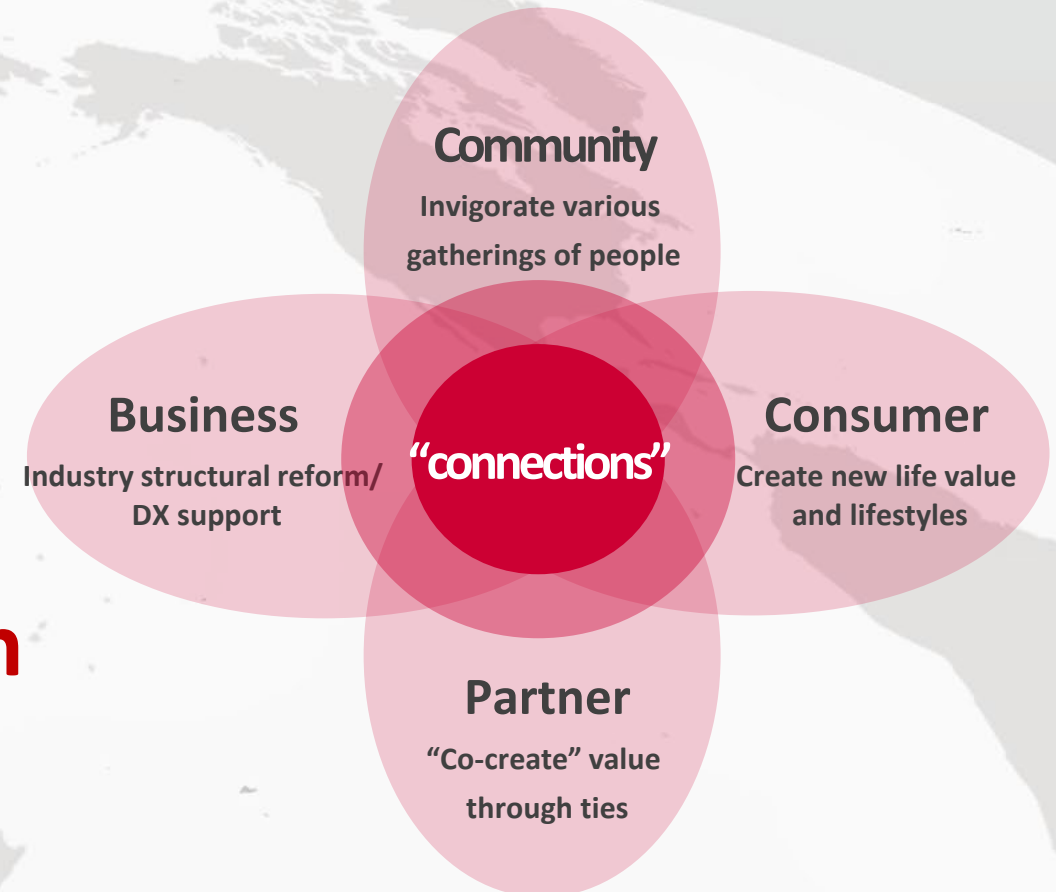 Community
Invigorate various
gatherings of people
Business
Industry structural reform/
DX support
“connections”
Consumer
Create new life value
and lifestyles
Partner
“Co-create” value
through ties